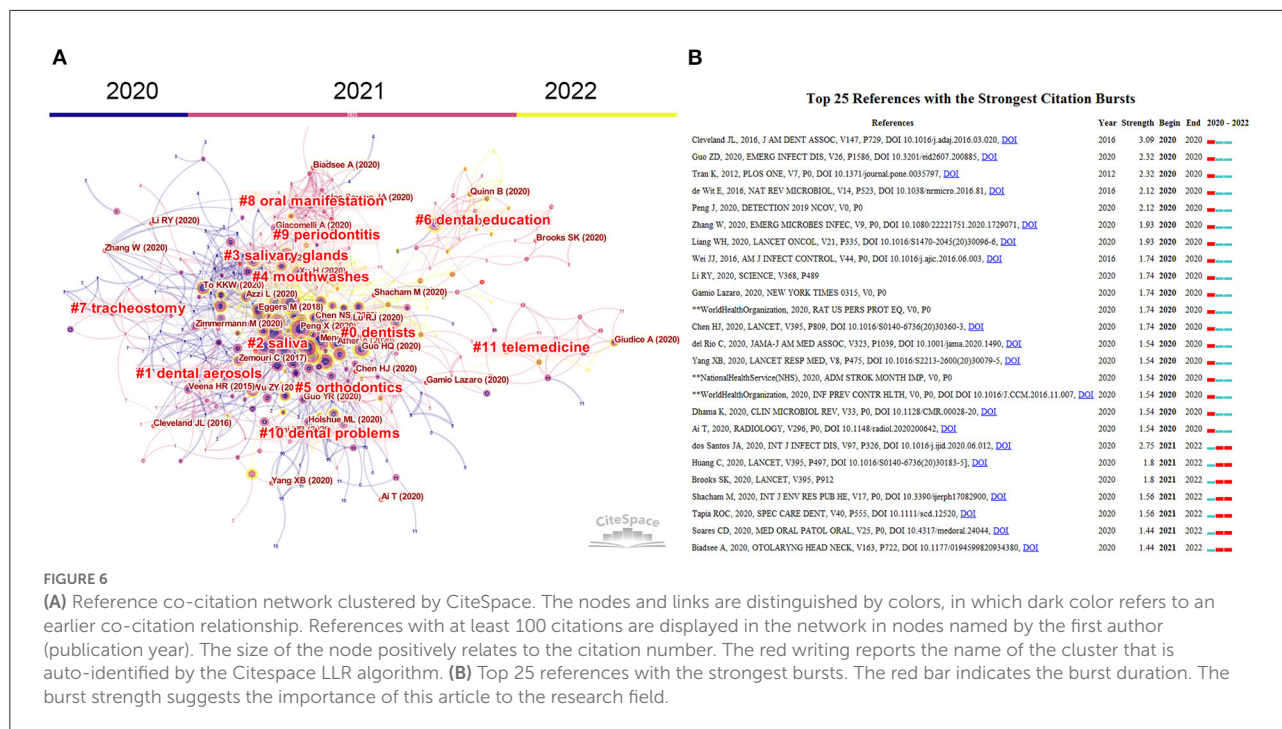 A
2020
2021
2022
Biadsee A (2020)
#8 oral manifestation
Quinn B (2020)
Li RY (2020)
Giacomelli A (2020)
#6 dental education
#9 periodontitis
Brooks SK (2020)
Zhang W (2020)
#3 salivary glands
#4 mouthwashes
To KKW (2020)
Azzi L (2020)
Shacham M (2020)
#7 tracheostomy
Eggers M (2018)
Zimmermann M (2020)
Peng X (2020)
Lu RJ (2020)
#0 dentists
#2 saliva
Guo HQ (2020)
#11 telemedicine
Giudice A (2020)
Zemouri C (2017)
#1 dental aerosols
Chen HJ (2020)
Gamio Lazaro (2020)
Veena HR (2015)
#5 orthodontics
Guo YR (2020)
Cleveland JL (2016)
Holshue ML (2020)
#10 dental problems
Yang XB (2020)
Ai T (2020)
CiteSpace
B
Top 25 References with the Strongest Citation Bursts
References Year Strength Begin End 2020 - 2022
Cleveland JL, 2016, J AM DENT ASSOC, V147, P729, DOI 10.1016/j.adaj.2016.03.020, DOI 2016 3.09 2020 2020
Guo ZD, 2020, EMERG INFECT DIS, V26, P1586, DOI 10.3201/eid2607.200885, DOI 2020 2.32 2020 2020
Tran K, 2012, PLOS ONE, V7, P0, DOI 10.1371/journal.pone.0035797, DOI 2012 2.32 2020 2020
de Wit E, 2016, NAT REV MICROBIOL, V14, P523, DOI 10.1038/nrmicro.2016.81, DOI 2016 2.12 2020 2020
Peng J, 2020, DETECTION 2019 NCOV, V0, P0 2020 2.12 2020 2020
Zhang W, 2020, EMERG MICROBES INFEC, V9, P0, DOI 10.1080/22221751.2020.1729071, DOI 2020 1.93 2020 2020
Liang WH, 2020, LANCET ONCOL, V21, P335, DOI 10.1016/S1470-2045(20)30096-6, DOI 2020 1.93 2020 2020
Wei JJ, 2016, AM J INFECT CONTROL, V44, P0, DOI 10.1016/j.ajic.2016.06.003, DOI 2016 1.74 2020 2020
Li RY, 2020, SCIENCE, V368, P489 2020 1.74 2020 2020
Gamio Lazaro, 2020, NEW YORK TIMES 0315, V0, P0 2020 1.74 2020 2020
**WorldHealthOrganization, 2020, RAT US PERS PROT EQ, V0, P0 2020 1.74 2020 2020
Chen HJ, 2020, LANCET, V395, P809, DOI 10.1016/S0140-6736(20)30360-3, DOI 2020 1.74 2020 2020
del Rio C, 2020, JAMA-J AM MED ASSOC, V323, P1039, DOI 10.1001/jama.2020.1490, DOI 2020 1.74 2020 2020
Yang XB, 2020, LANCET RESP MED, V8, P475, DOI 10.1016/S2213-2600(20)30079-5, DOI 2020 1.74 2020 2020
**NationalHealthService(NHS), 2020, ADM STROK MONTH IMP, V0, P0 2020 1.54 2020 2020
**WorldHealthOrganization, 2020, INF PREV CONTR HLTH, V0, P0, DOI DOI 10.1016/J.CCM.2016.11.007, DOI 2020 1.54 2020 2020
Dhama K, 2020, CLIN MICROBIOL REV, V33, P0, DOI 10.1128/CMR.00028-20, DOI 2020 1.54 2020 2020
Ai T, 2020, RADIOLOGY, V296, P0, DOI 10.1148/radiol.2020200642, DOI 2020 1.54 2020 2020
dos Santos JA, 2020, INT J INFECT DIS, V97, P326, DOI 10.1016/j.ijid.2020.06.012, DOI 2020 2.75 2021 2022
Huang C, 2020, LANCET, V395, P497, DOI 10.1016/S0140-6736(20)30183-5], DOI 2020 1.8 2021 2022
Brooks SK, 2020, LANCET, V395, P912 2020 1.8 2021 2022
Shacham M, 2020, INT J ENV RES PUB HE, V17, P0, DOI 10.3390/ijerph17082900, DOI 2020 1.56 2021 2022
Tapia ROC, 2020, SPEC CARE DENT, V40, P555, DOI 10.1111/scd.12520, DOI 2020 1.56 2021 2022
Soares CD, 2020, MED ORAL PATOL ORAL, V25, P0, DOI 10.4317/medoral.24044, DOI 2020 1.44 2021 2022
Biadsee A, 2020, OTOLARYNG HEAD NECK, V163, P722, DOI 10.1177/0194599820934380, DOI 2020 1.44 2021 2022
FIGURE 6
(A) Reference co-citation network clustered by CiteSpace. The nodes and links are distinguished by colors, in which dark color refers to an
earlier co-citation relationship. References with at least 100 citations are displayed in the network in nodes named by the first author
(publication year). The size of the node positively relates to the citation number. The red writing reports the name of the cluster that is
auto-identified by the Citespace LLR algorithm. (B) Top 25 references with the strongest bursts. The red bar indicates the burst duration. The
burst strength suggests the importance of this article to the research field.